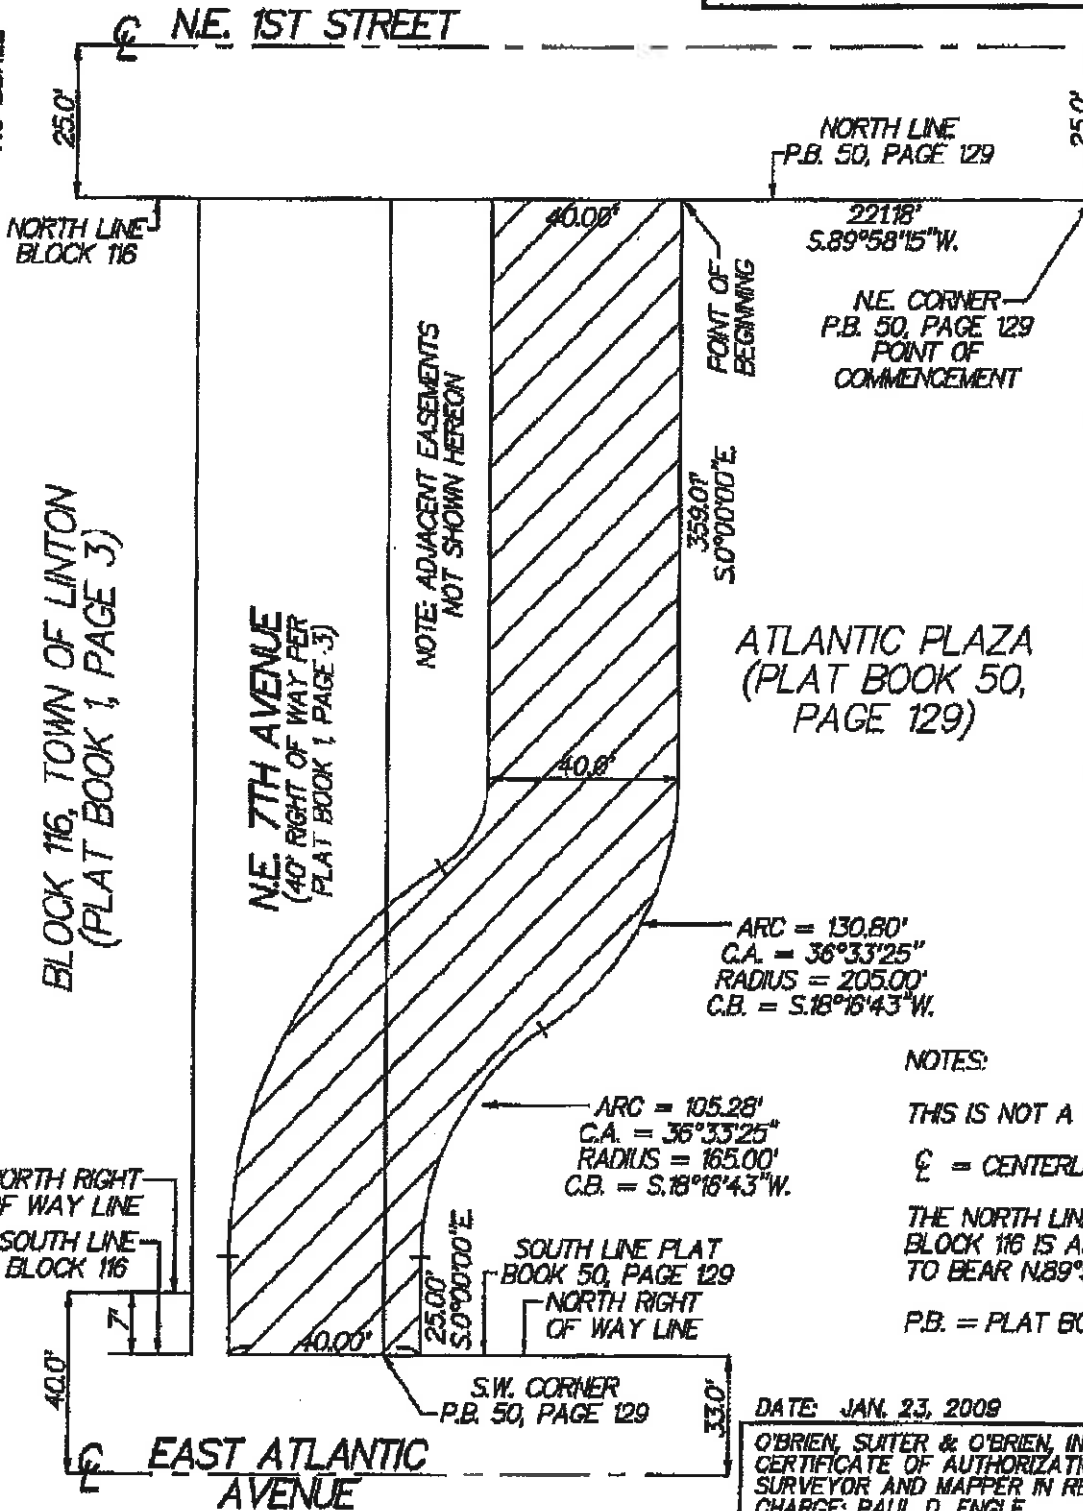 ℄ N.E. 1ST STREET
25.0'
25.0'
NORTH LINE
P.B. 50, PAGE 129
NORTH LINE
BLOCK 116
40.00'
221.18'
S.89°58'15"W.
POINT OF
BEGINNING
N.E. CORNER
P.B. 50, PAGE 129
POINT OF
COMMENCEMENT
NOTE: ADJACENT EASEMENTS
NOT SHOWN HEREON
359.01'
S.0°00'00"E.
BLOCK 116, TOWN OF LINTON
(PLAT BOOK 1, PAGE 3)
N.E. 7TH AVENUE
(40' RIGHT OF WAY PER
PLAT BOOK 1, PAGE 3)
ATLANTIC PLAZA
(PLAT BOOK 50,
PAGE 129)
40.0'
ARC = 130.80'
C.A. = 36°33'25"
RADIUS = 205.00'
C.B. = S.18°16'43"W.
NOTES:
THIS IS NOT A
ARC = 105.28'
C.A. = 36°33'25"
RADIUS = 165.00'
C.B. = S.18°16'43"W.
℄ = CENTERL
THE NORTH LIN
BLOCK 116 IS A
TO BEAR N.89°
P.B. = PLAT BO
ORTH RIGHT
F WAY LINE
SOUTH LINE
BLOCK 116
7'
40.0'
40.00'
25.00'
S.0°00'00"E.
SOUTH LINE PLAT
BOOK 50, PAGE 129
NORTH RIGHT
OF WAY LINE
S.W. CORNER
P.B. 50, PAGE 129
33.0'
℄ EAST ATLANTIC
AVENUE
DATE: JAN. 23, 2009
O'BRIEN, SUITER & O'BRIEN, IN
CERTIFICATE OF AUTHORIZATI
SURVEYOR AND MAPPER IN RE
CHARGE: PAUL D. ENGLE